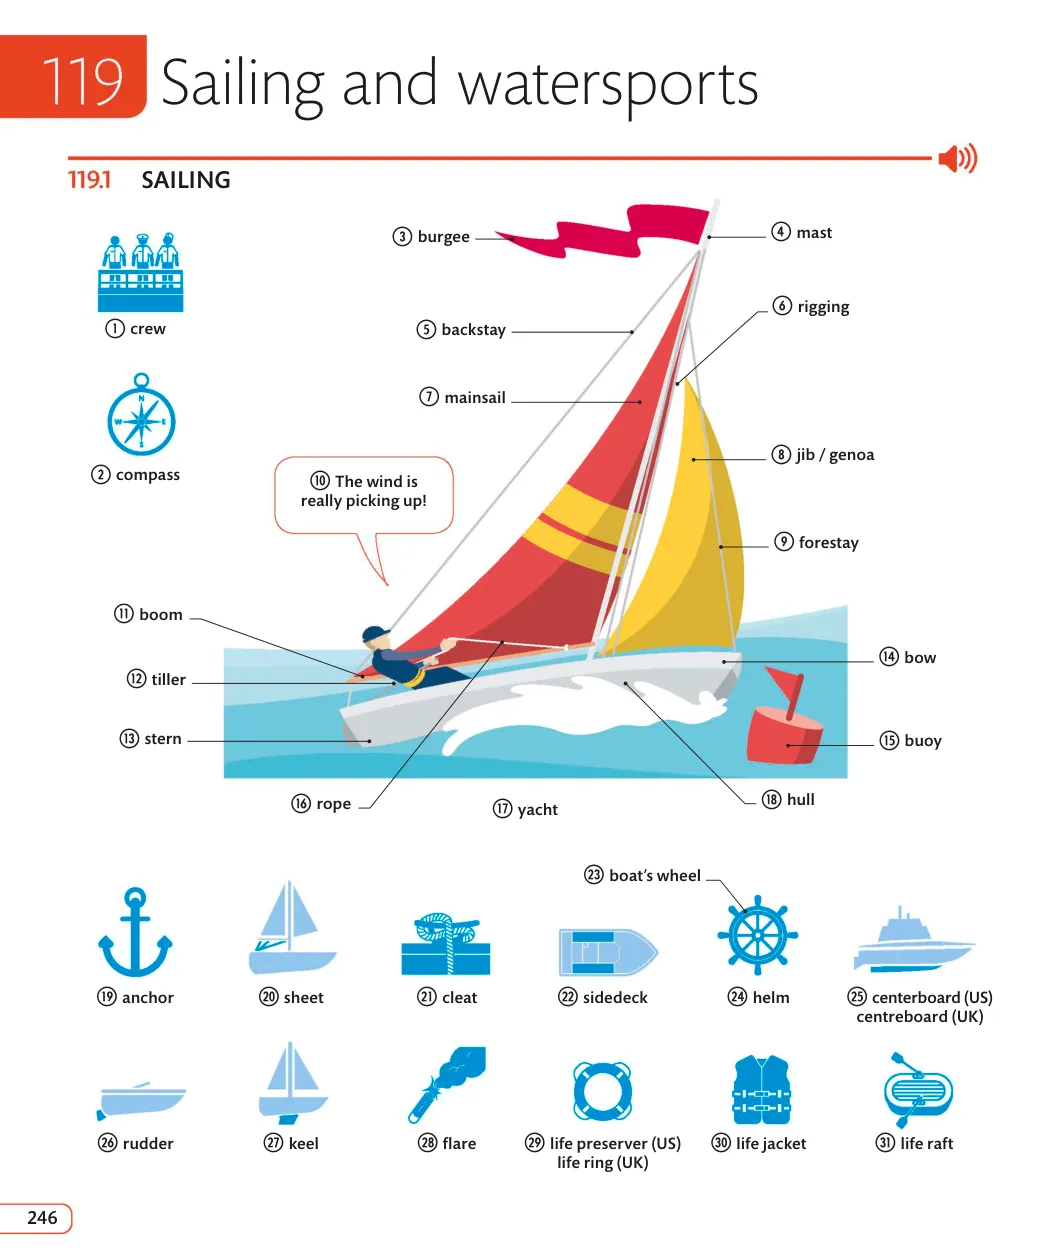 119 Sailing and watersports
119.1 SAILING
1 crew
2 compass
3 burgee
4 mast
5 backstay
6 rigging
7 mainsail
8 jib / genoa
9 forestay
10 The wind is
really picking up!
11 boom
12 tiller
13 stern
14 bow
15 buoy
16 rope
17 yacht
18 hull
N
W E
S
19 anchor
20 sheet
21 cleat
22 sidedeck
23 boat's wheel
24 helm
25 centerboard (US)
centreboard (UK)
26 rudder
27 keel
28 flare
29 life preserver (US)
life ring (UK)
30 life jacket
31 life raft
246